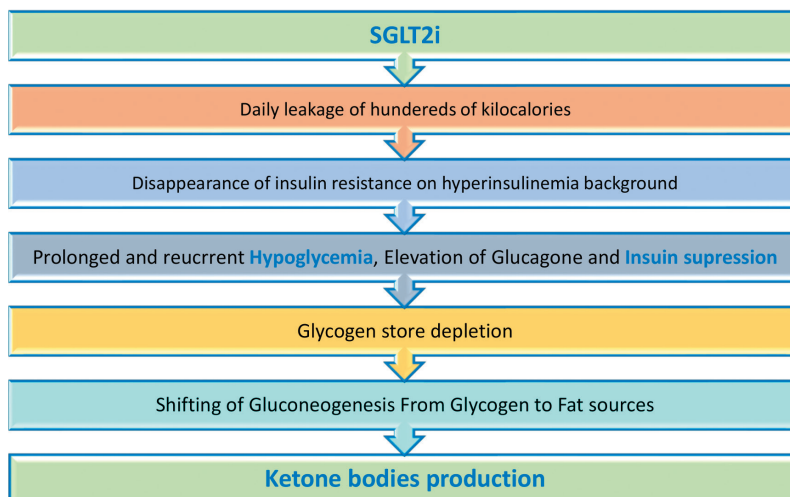 SGLT2i
Daily leakage of hundereds of kilocalories
Disappearance of insulin resistance on hyperinsulinemia background
Prolonged and reucrrent Hypoglycemia, Elevation of Glucagone and Insuin supression
Glycogen store depletion
Shifting of Gluconeogenesis From Glycogen to Fat sources
Ketone bodies production